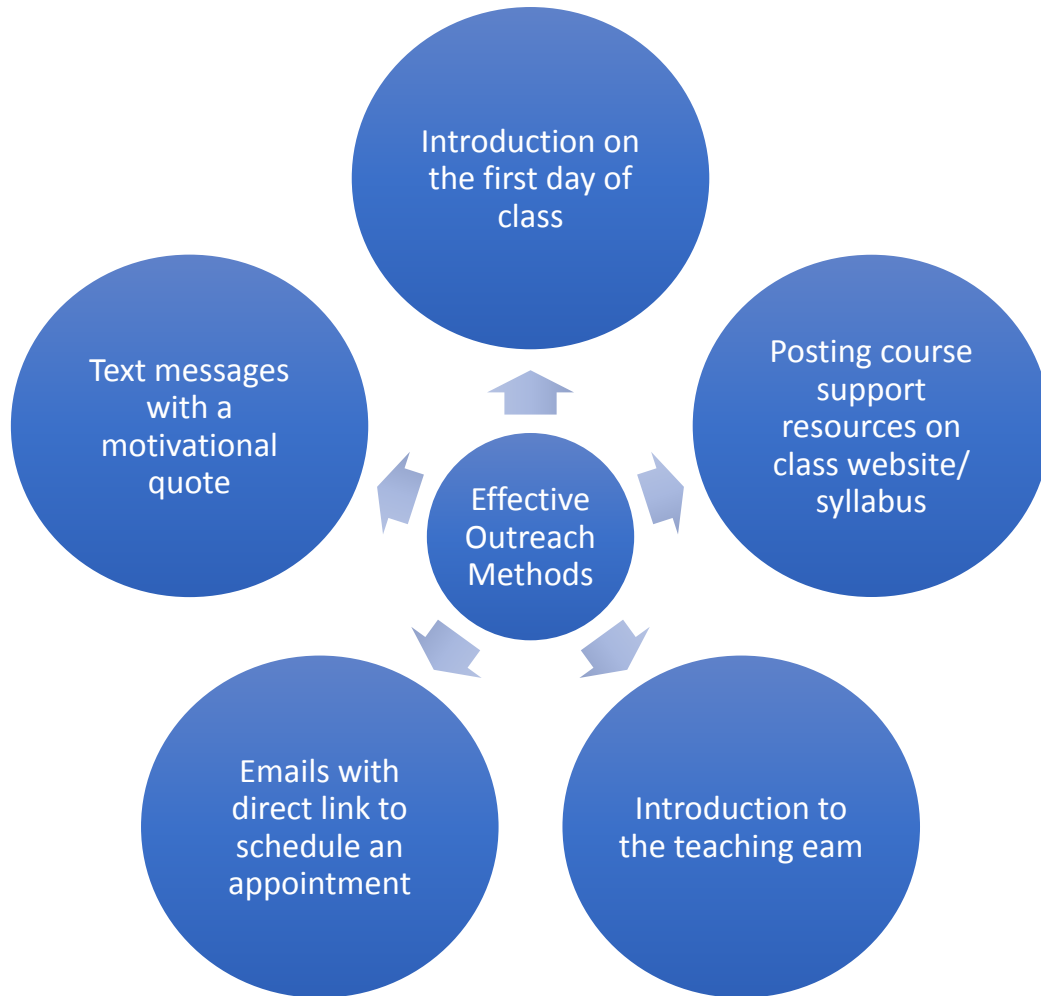 Introduction on
the first day of
class
Text messages
with a
motivational
quote
Posting course
support
resources on
class website/
syllabus
Effective
Outreach
Methods
Emails with
direct link to
schedule an
appointment
Introduction to
the teaching eam